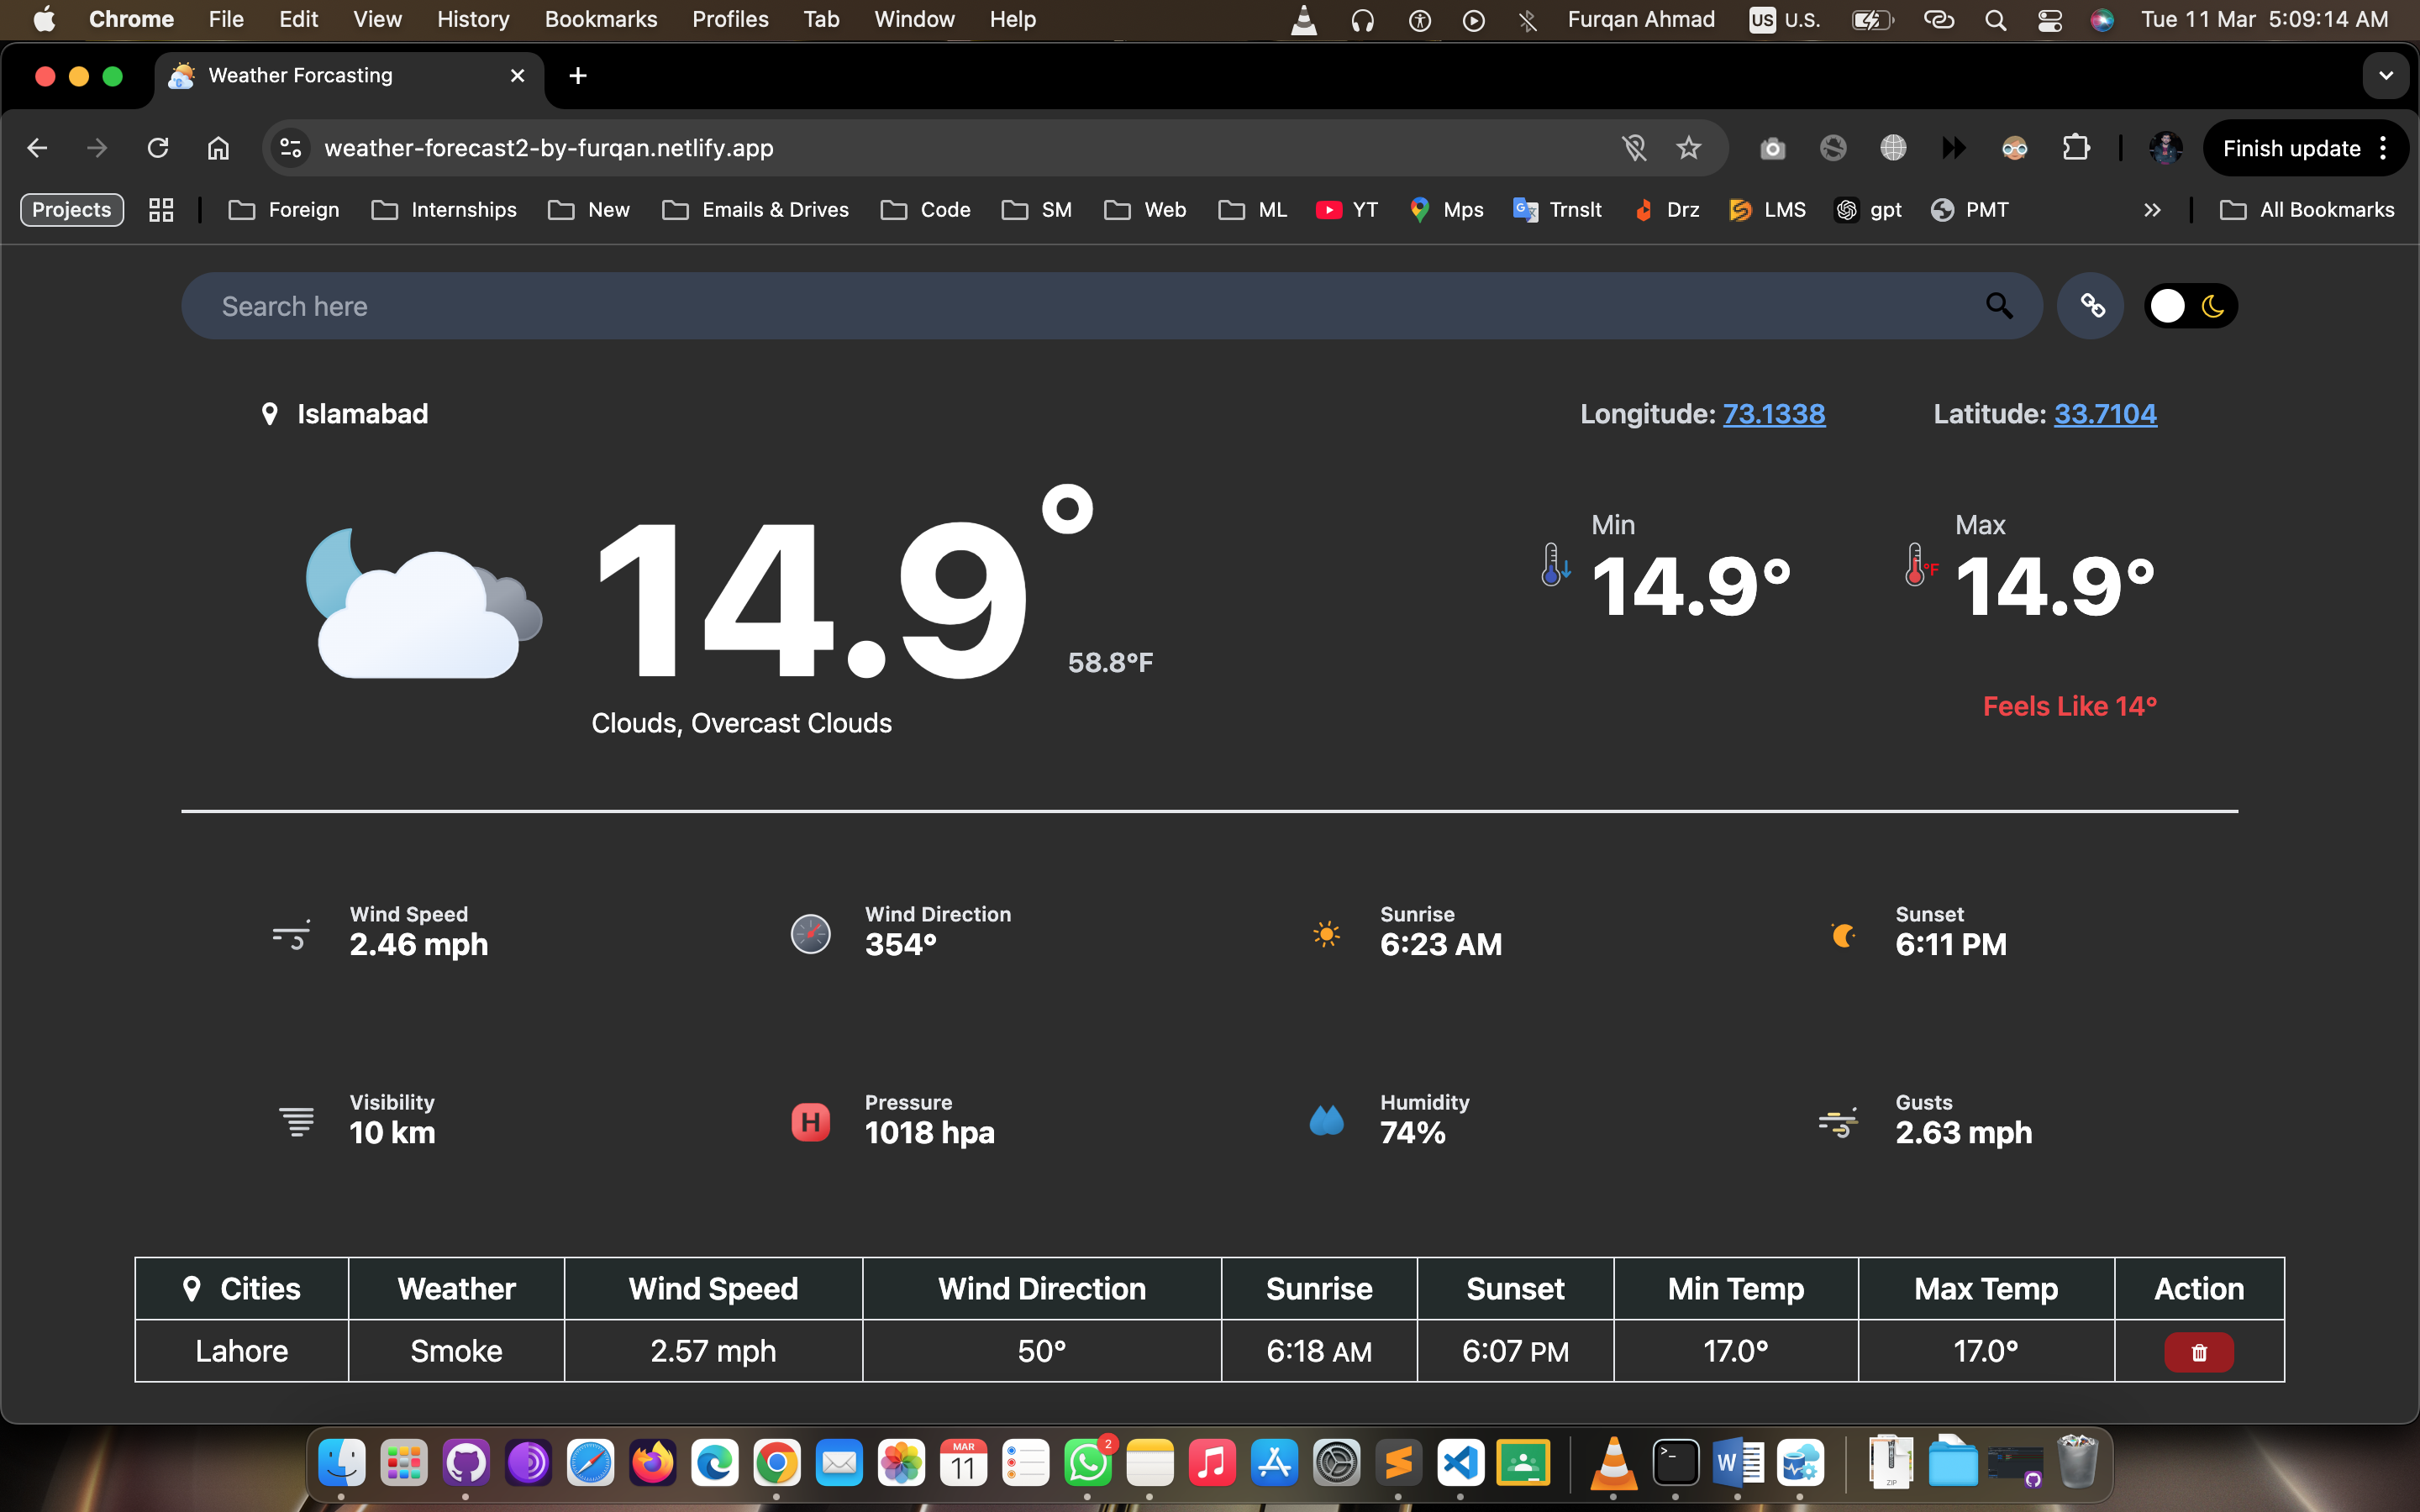 Chrome File Edit View History Bookmarks Profiles Tab Window Help Furqan Ahmad US U.S. Tue 11 Mar 5:09:14 AM
Weather Forcasting
weather-forecast2-by-furqan.netlify.app Finish update
Projects Foreign Internships New Emails & Drives Code SM Web ML YT Mps Trnslt Drz LMS gpt PMT All Bookmarks
Search here
Islamabad Longitude: 73.1338 Latitude: 33.7104
Min Max
14.9° 58.8°F 14.9° °F 14.9°
Feels Like 14°
Clouds, Overcast Clouds
Wind Speed Wind Direction Sunrise Sunset
2.46 mph 354° 6:23 AM 6:11 PM
Visibility Pressure Humidity Gusts
10 km H 1018 hpa 74% 2.63 mph
Cities Weather Wind Speed Wind Direction Sunrise Sunset Min Temp Max Temp Action
Lahore Smoke 2.57 mph 50° 6:18 AM 6:07 PM 17.0° 17.0°
MAR
11
2
W
ZIP